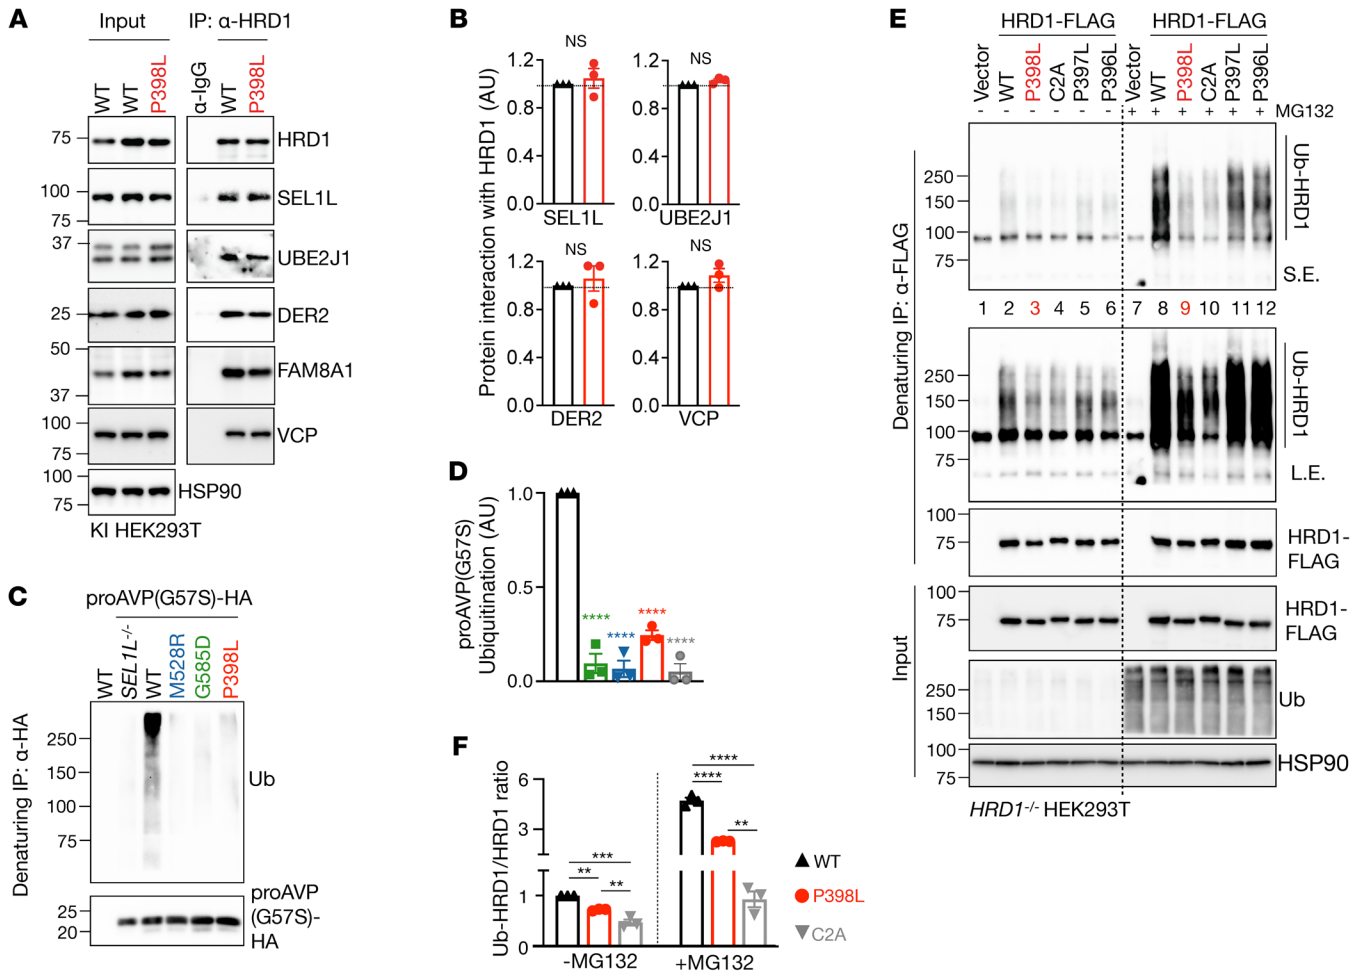 A
Input
IP: α-HRD1
WT
WT
P398L
α-IgG
WT
P398L
75
HRD1
100
75
SEL1L
37
UBE2J1
25
DER2
50
37
FAM8A1
100
75
VCP
100
75
HSP90
KI HEK293T
B
Protein interaction with HRD1 (AU)
NS
1.2
0.8
0.4
0.0
SEL1L
NS
1.2
0.8
0.4
0.0
UBE2J1
NS
1.2
0.8
0.4
0.0
DER2
NS
1.2
0.8
0.4
0.0
VCP
C
proAVP(G57S)-HA
WT
SEL1L-/-
WT
M528R
G585D
P398L
Denaturing IP: α-HA
250
150
100
75
Ub
25
20
proAVP
(G57S)-
HA
D
proAVP(G57S)
Ubiquitination (AU)
1.0
0.5
0.0
****
****
****
****
E
HRD1-FLAG
HRD1-FLAG
Vector
WT
P398L
C2A
P397L
P396L
Vector
WT
P398L
C2A
P397L
P396L
- - - - - - + + + + + + MG132
Denaturing IP: α-FLAG
250
150
100
75
Ub-HRD1
S.E.
1 2 3 4 5 6 7 8 9 10 11 12
250
150
100
75
Ub-HRD1
L.E.
100
75
HRD1-
FLAG
Input
100
75
HRD1-
FLAG
250
150
Ub
100
75
HSP90
HRD1-/- HEK293T
F
Ub-HRD1/HRD1 ratio
6
3
1
0
***
**
**
****
****
**
-MG132
+MG132
WT
P398L
C2A